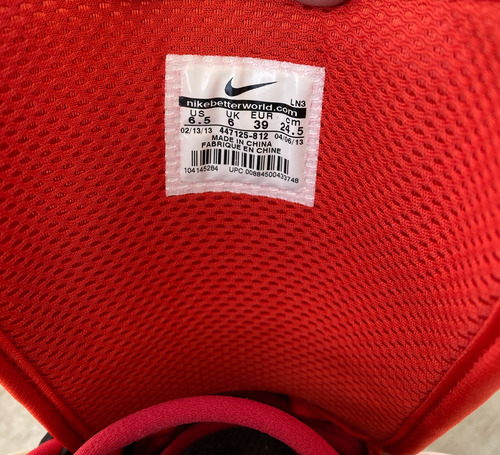 nikebetterworld.com LN3
US UK EUR cm
6.5 6 39 24.5
02/13/13 447125-812 04/06/13
MADE IN CHINA
FABRIQUE EN CHINE
104145284 UPC 00884500433748